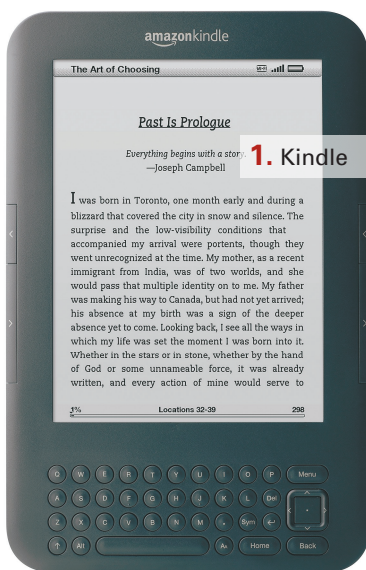 amazonkindle
The Art of Choosing
Past Is Prologue
Everything begins with a story.
—Joseph Campbell
1. Kindle
I was born in Toronto, one month early and during a
blizzard that covered the city in snow and silence. The
surprise and the low-visibility conditions that
accompanied my arrival were portents, though they
went unrecognized at the time. My mother, as a recent
immigrant from India, was of two worlds, and she
would pass that multiple identity on to me. My father
was making his way to Canada, but had not yet arrived;
his absence at my birth was a sign of the deeper
absence yet to come. Looking back, I see all the ways in
which my life was set the moment I was born into it.
Whether in the stars or in stone, whether by the hand
of God or some unnameable force, it was already
written, and every action of mine would serve to
1% Locations 32-39 298
Q W E R T Y U I O P Menu
A S D F G H J K L Del
Z X C V B N M . Sym
Alt Aa Home Back